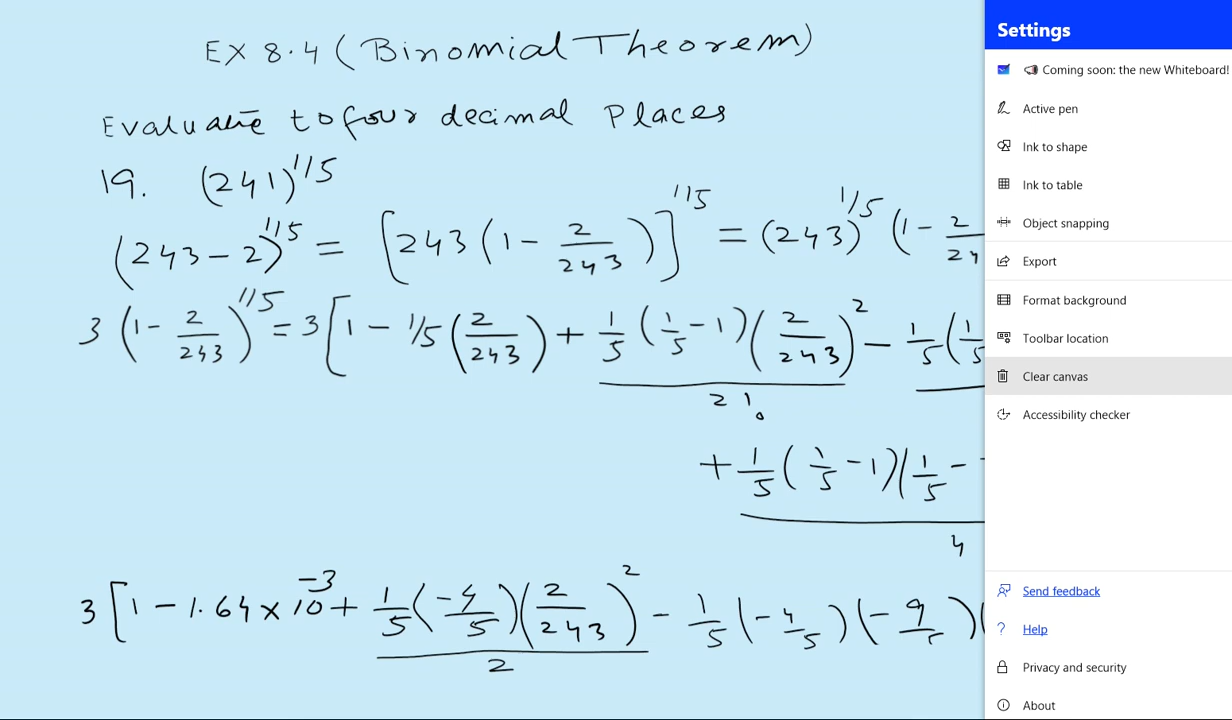 EX 8.4 (Binomial Theorem)
Evaluate to four decimal Places
19. (241)^1/5
(243-2)^1/5 = [243(1 - 2/243)]^1/5 = (243)^1/5 (1 - 2/24
3(1 - 2/243)^1/5 = 3[1 - 1/5(2/243) + 1/5(1/5 - 1)(2/243)^2/2! - 1/5(1/5
+ 1/5(1/5 - 1)(1/5 -
4
3[1 - 1.64 × 10^-3 + 1/5(-4/5)(2/243)^2/2 - 1/5(-4/5)(-9/5)(
Settings
Coming soon: the new Whiteboard!
Active pen
Ink to shape
Ink to table
Object snapping
Export
Format background
Toolbar location
Clear canvas
Accessibility checker
Send feedback
Help
Privacy and security
About